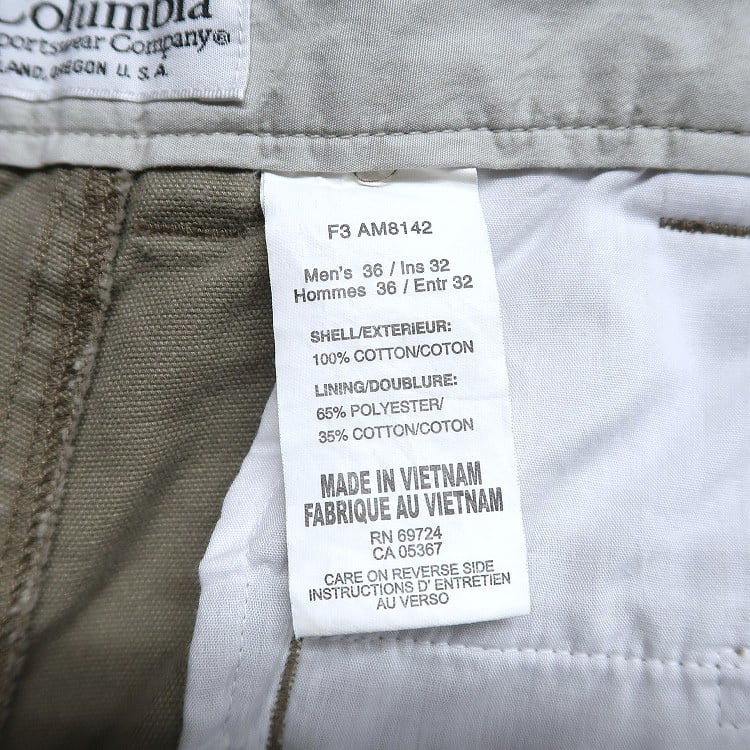 Columbia
Sportswear Company®
LAND, OREGON U.S.A.
F3 AM8142
Men's 36 / Ins 32
Hommes 36 / Entr 32
SHELL/EXTERIEUR:
100% COTTON/COTON
LINING/DOUBLURE:
65% POLYESTER/
35% COTTON/COTON
MADE IN VIETNAM
FABRIQUE AU VIETNAM
RN 69724
CA 05367
CARE ON REVERSE SIDE
INSTRUCTIONS D' ENTRETIEN
AU VERSO